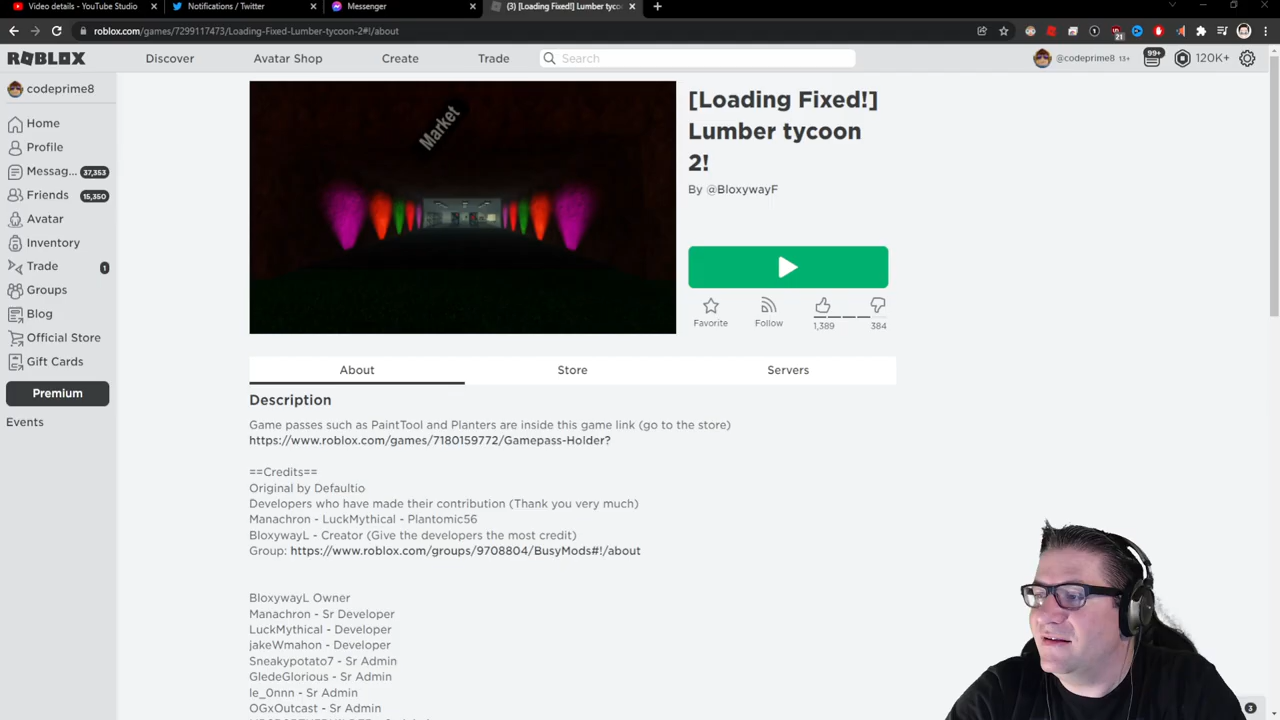 Video details - YouTube Studio
Notifications / Twitter
Messenger
(3) [Loading Fixed!] Lumber tyco
roblox.com/games/7299117473/Loading-Fixed-Lumber-tycoon-2#!/about
21
ROBLOX
Discover
Avatar Shop
Create
Trade
Search
@codeprime8 13+
99+
120K+
codeprime8
Home
Profile
Messag... 37,353
Friends 15,350
Avatar
Inventory
Trade 1
Groups
Blog
Official Store
Gift Cards
Premium
Events
Market
[Loading Fixed!]
Lumber tycoon
2!
By @BloxywayF
Favorite
Follow
1,389
384
About
Store
Servers
Description
Game passes such as PaintTool and Planters are inside this game link (go to the store)
https://www.roblox.com/games/7180159772/Gamepass-Holder?
==Credits==
Original by Defaultio
Developers who have made their contribution (Thank you very much)
Manachron - LuckMythical - Plantomic56
BloxywayL - Creator (Give the developers the most credit)
Group: https://www.roblox.com/groups/9708804/BusyMods#!/about
BloxywayL Owner
Manachron - Sr Developer
LuckMythical - Developer
jakeWmahon - Developer
Sneakypotato7 - Sr Admin
GledeGlorious - Sr Admin
le_0nnn - Sr Admin
OGxOutcast - Sr Admin
3